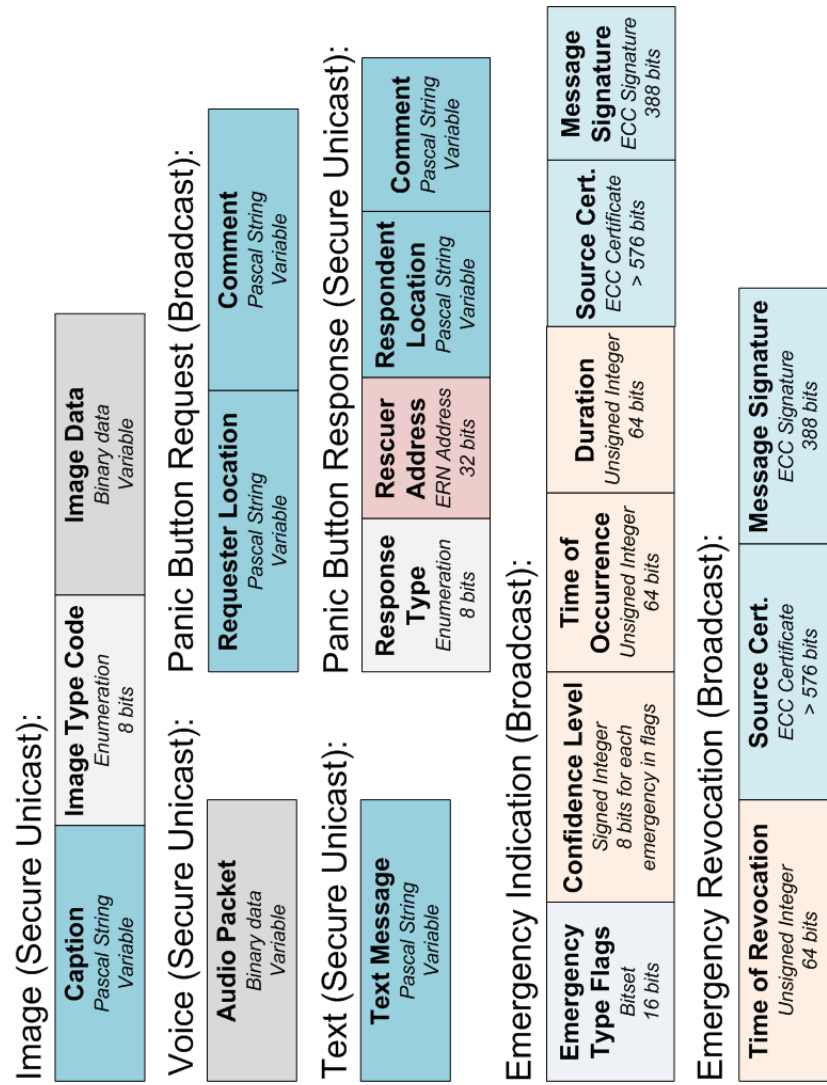 Image (Secure Unicast):
Caption
Pascal String
Variable
Image Type Code
Enumeration
8 bits
Image Data
Binary data
Variable
Voice (Secure Unicast):
Audio Packet
Binary data
Variable
Panic Button Request (Broadcast):
Requester Location
Pascal String
Variable
Comment
Pascal String
Variable
Text (Secure Unicast):
Text Message
Pascal String
Variable
Panic Button Response (Secure Unicast):
Response
Type
Enumeration
8 bits
Rescuer
Address
ERN Address
32 bits
Respondent
Location
Pascal String
Variable
Comment
Pascal String
Variable
Emergency Indication (Broadcast):
Emergency
Type Flags
Bitset
16 bits
Confidence Level
Signed Integer
8 bits for each
emergency in flags
Time of
Occurrence
Unsigned Integer
64 bits
Duration
Unsigned Integer
64 bits
Source Cert.
ECC Certificate
> 576 bits
Message
Signature
ECC Signature
388 bits
Emergency Revocation (Broadcast):
Time of Revocation
Unsigned Integer
64 bits
Source Cert.
ECC Certificate
> 576 bits
Message Signature
ECC Signature
388 bits